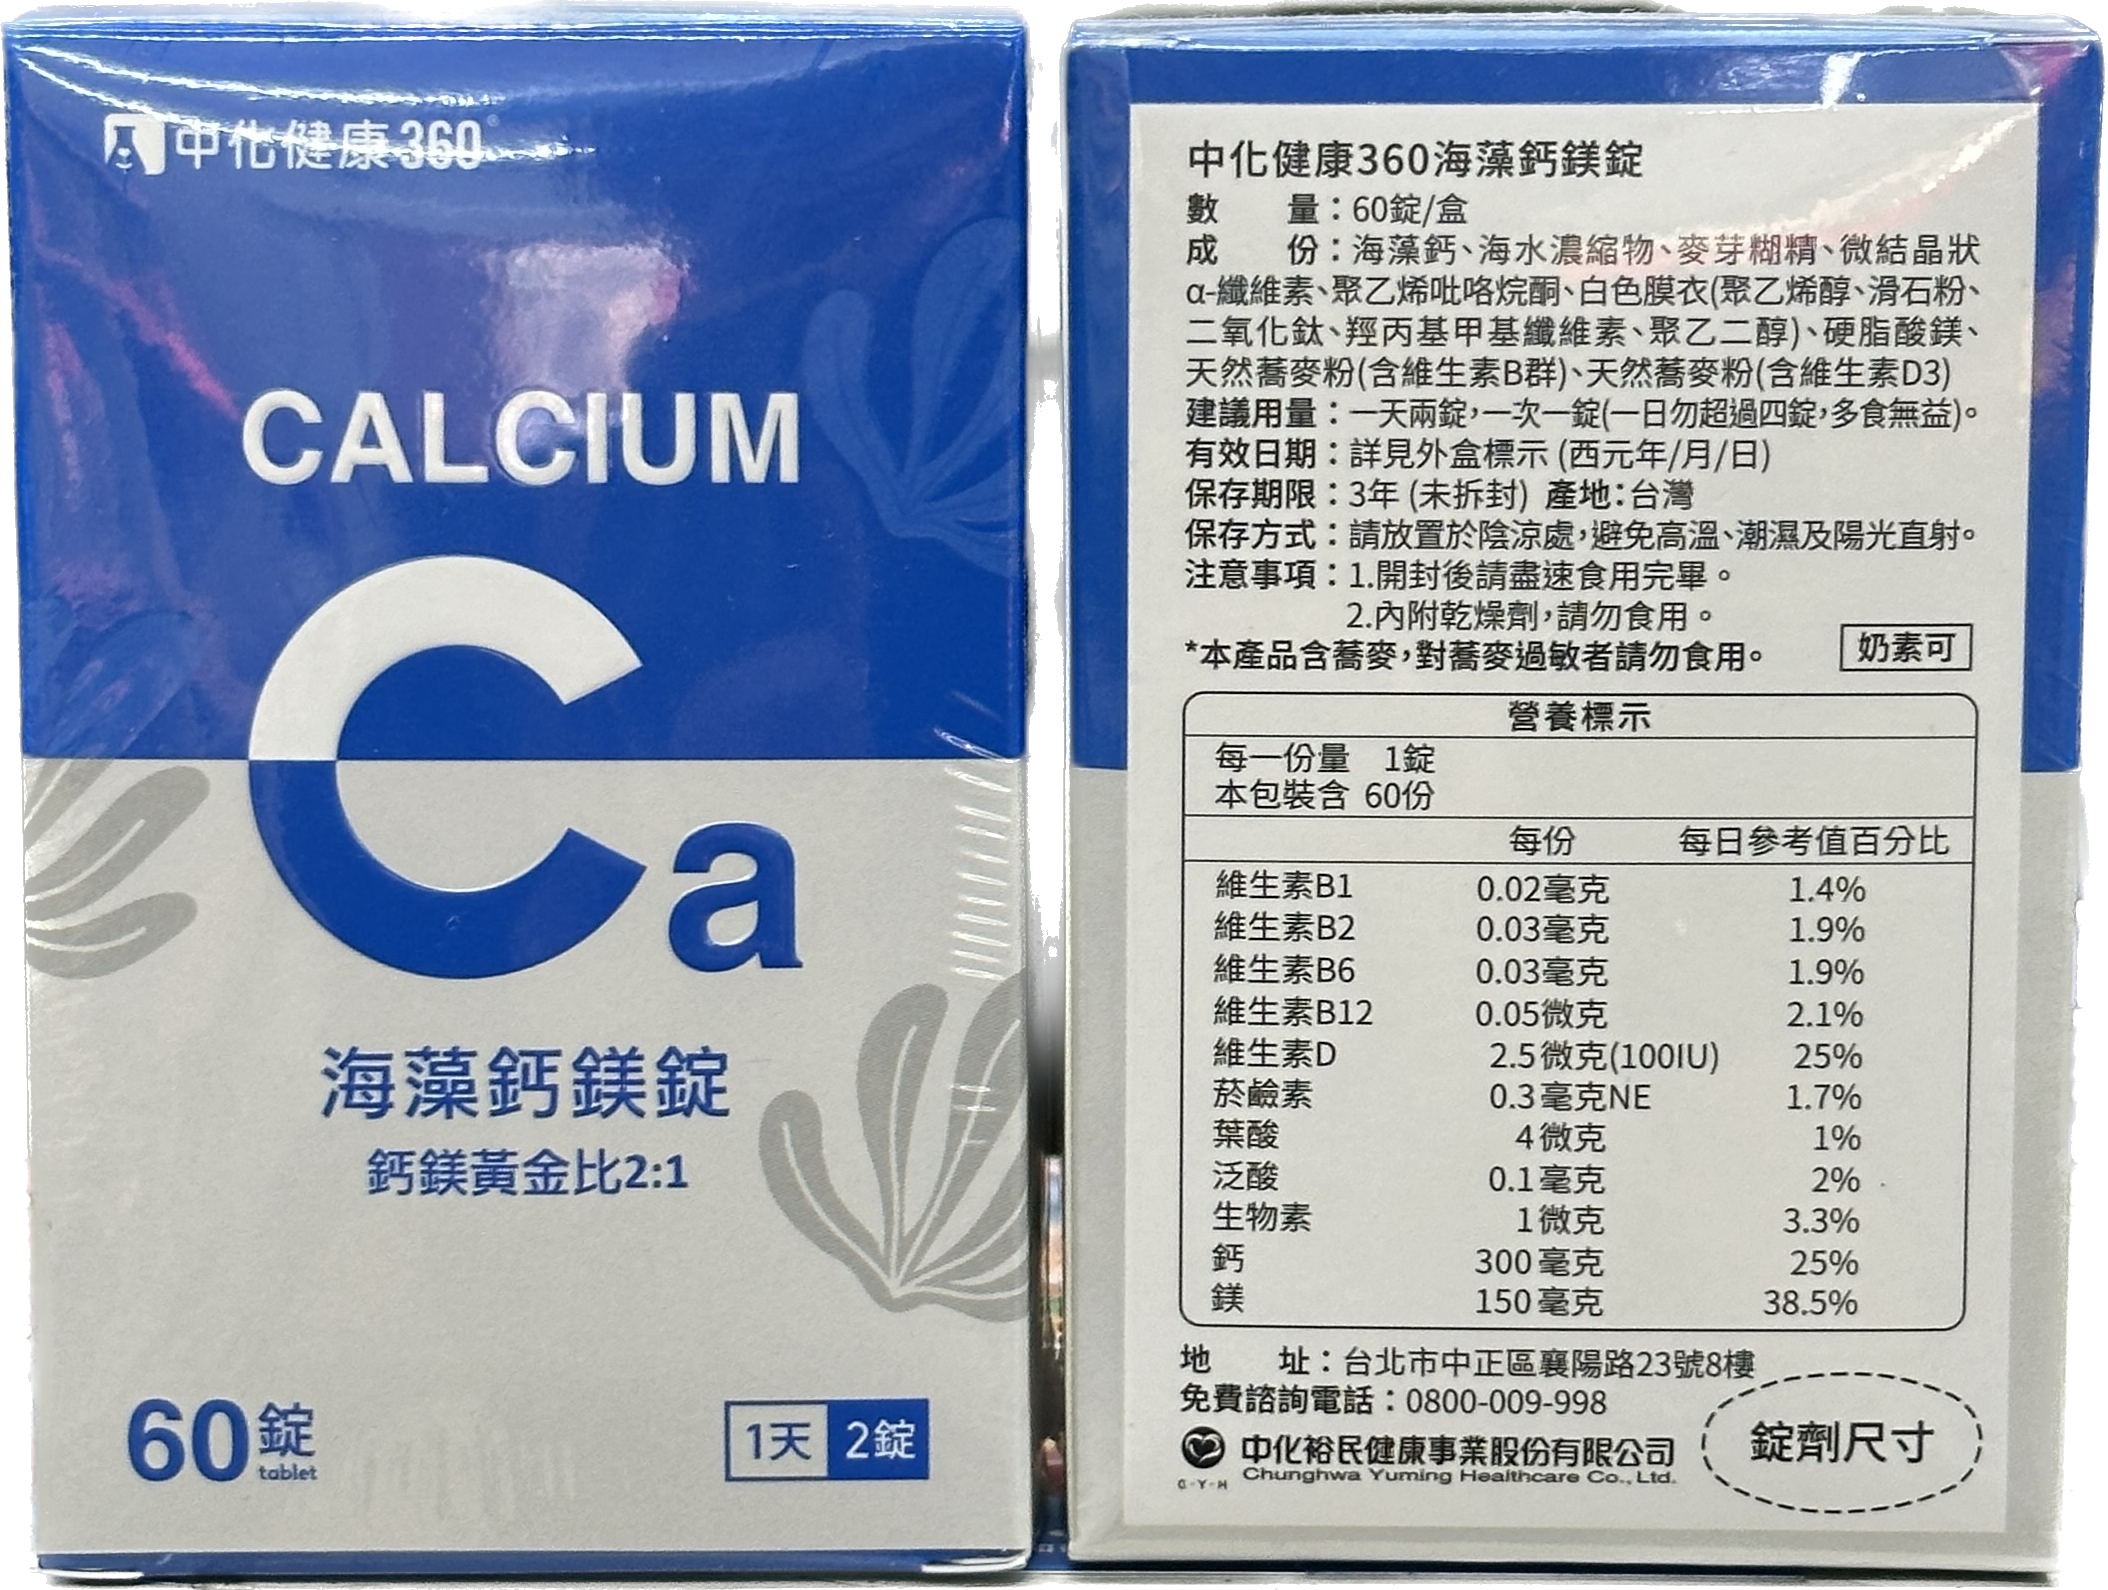 中化健康360
CALCIUM
Ca
海藻鈣鎂錠
鈣鎂黃金比2:1
60錠
tablet
1天 2錠
中化健康360海藻鈣鎂錠
數 量：60錠/盒
成 份：海藻鈣、海水濃縮物、麥芽糊精、微結晶狀
α-纖維素、聚乙烯吡咯烷酮、白色膜衣(聚乙烯醇、滑石粉、
二氧化鈦、羥丙基甲基纖維素、聚乙二醇)、硬脂酸鎂、
天然蕎麥粉(含維生素B群)、天然蕎麥粉(含維生素D3)
建議用量：一天兩錠，一次一錠(一日勿超過四錠，多食無益)。
有效日期：詳見外盒標示 (西元年/月/日)
保存期限：3年 (未拆封) 產地：台灣
保存方式：請放置於陰涼處，避免高溫、潮濕及陽光直射。
注意事項：1.開封後請盡速食用完畢。
2.內附乾燥劑，請勿食用。
*本產品含蕎麥，對蕎麥過敏者請勿食用。
奶素可
營養標示
每一份量 1錠
本包裝含 60份
每份 每日參考值百分比
維生素B1 0.02毫克 1.4%
維生素B2 0.03毫克 1.9%
維生素B6 0.03毫克 1.9%
維生素B12 0.05微克 2.1%
維生素D 2.5微克(100IU) 25%
菸鹼素 0.3毫克NE 1.7%
葉酸 4微克 1%
泛酸 0.1毫克 2%
生物素 1微克 3.3%
鈣 300毫克 25%
鎂 150毫克 38.5%
地 址：台北市中正區襄陽路23號8樓
免費諮詢電話：0800-009-998
中化裕民健康事業股份有限公司
C-Y-H Chunghwa Yuming Healthcare Co., Ltd.
錠劑尺寸